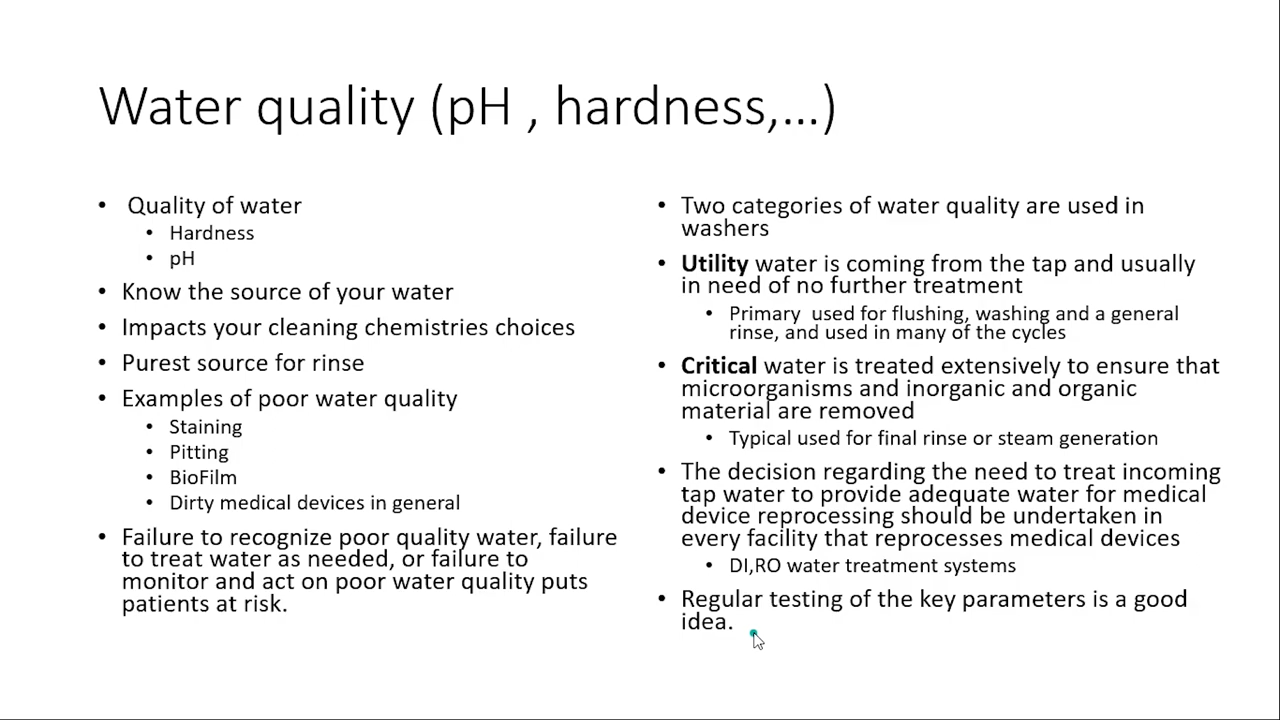 Water quality (pH , hardness,...)
• Quality of water
• Hardness
• pH
• Know the source of your water
• Impacts your cleaning chemistries choices
• Purest source for rinse
• Examples of poor water quality
• Staining
• Pitting
• BioFilm
• Dirty medical devices in general
• Failure to recognize poor quality water, failure
to treat water as needed, or failure to
monitor and act on poor water quality puts
patients at risk.
• Two categories of water quality are used in
washers
• Utility water is coming from the tap and usually
in need of no further treatment
• Primary  used for flushing, washing and a general
rinse, and used in many of the cycles
• Critical water is treated extensively to ensure that
microorganisms and inorganic and organic
material are removed
• Typical used for final rinse or steam generation
• The decision regarding the need to treat incoming
tap water to provide adequate water for medical
device reprocessing should be undertaken in
every facility that reprocesses medical devices
• DI,RO water treatment systems
• Regular testing of the key parameters is a good
idea.